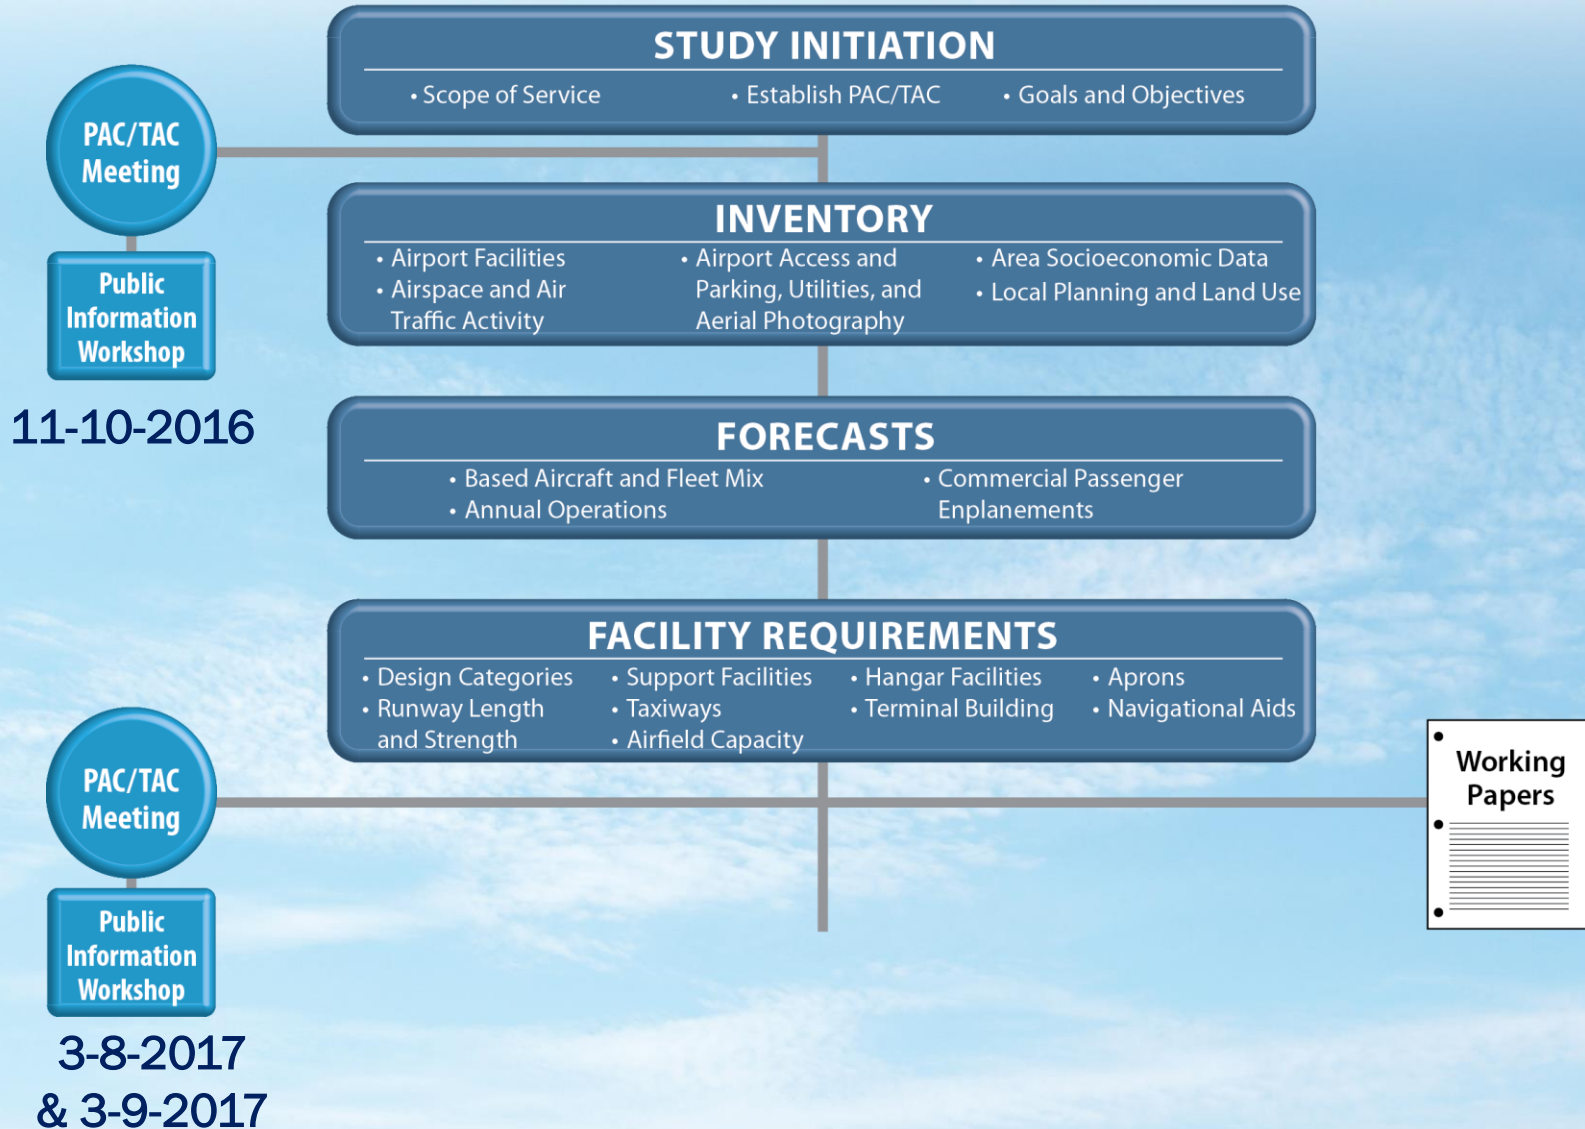 STUDY INITIATION
• Scope of Service
• Establish PAC/TAC
• Goals and Objectives
PAC/TAC
Meeting
Public
Information
Workshop
11-10-2016
INVENTORY
• Airport Facilities
• Airspace and Air
Traffic Activity
• Airport Access and
Parking, Utilities, and
Aerial Photography
• Area Socioeconomic Data
• Local Planning and Land Use
FORECASTS
• Based Aircraft and Fleet Mix
• Annual Operations
• Commercial Passenger
Enplanements
FACILITY REQUIREMENTS
• Design Categories
• Runway Length
and Strength
• Support Facilities
• Taxiways
• Airfield Capacity
• Hangar Facilities
• Terminal Building
• Aprons
• Navigational Aids
PAC/TAC
Meeting
Public
Information
Workshop
3-8-2017
& 3-9-2017
Working
Papers